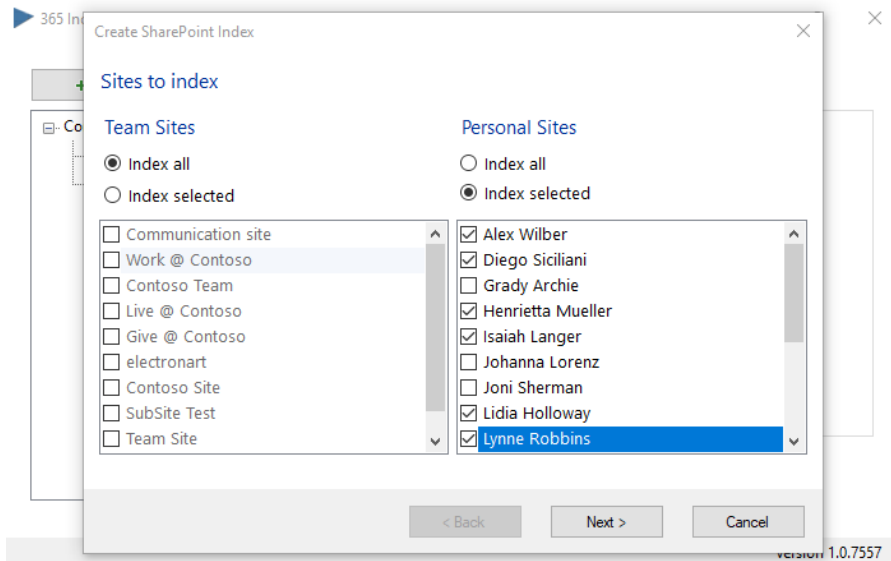 365 Ind
Create SharePoint Index
Sites to index
Co
Team Sites
Index all
Index selected
Communication site
Work @ Contoso
Contoso Team
Live @ Contoso
Give @ Contoso
electronart
Contoso Site
SubSite Test
Team Site
Personal Sites
Index all
Index selected
Alex Wilber
Diego Siciliani
Grady Archie
Henrietta Mueller
Isaiah Langer
Johanna Lorenz
Joni Sherman
Lidia Holloway
Lynne Robbins
< Back
Next >
Cancel
version 1.0.7557